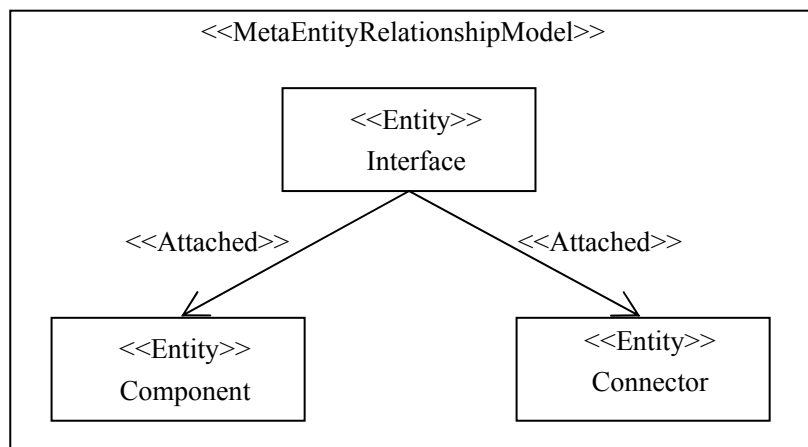 <<MetaEntityRelationshipModel>>
<<Entity>>
Interface
<<Attached>>
<<Attached>>
<<Entity>>
Component
<<Entity>>
Connector